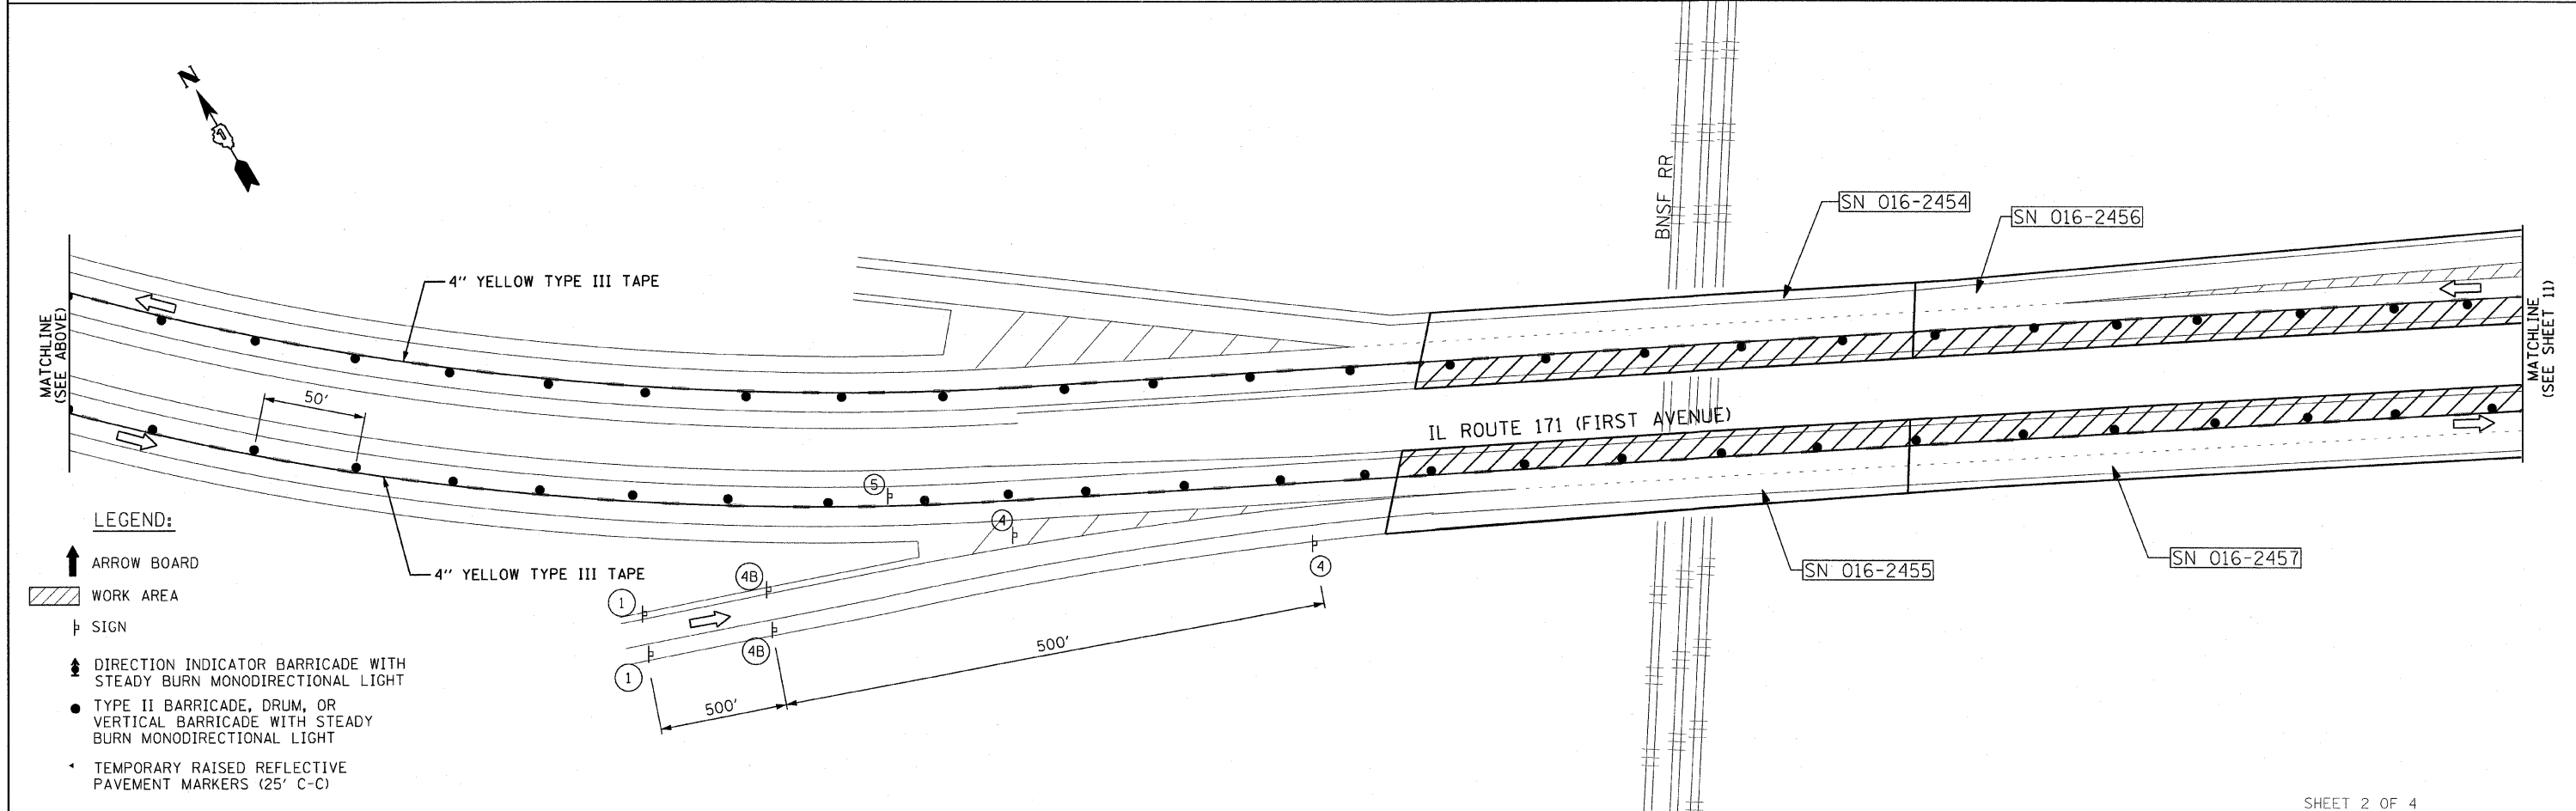 N
BNSF RR
SN 016-2454
SN 016-2456
4" YELLOW TYPE III TAPE
MATCHLINE
(SEE ABOVE)
MATCHLINE
(SEE SHEET 11)
50'
IL ROUTE 171 (FIRST AVENUE)
5
4
4B
1
4
4B
1
500'
500'
4" YELLOW TYPE III TAPE
SN 016-2455
SN 016-2457
LEGEND:
ARROW BOARD
WORK AREA
SIGN
DIRECTION INDICATOR BARRICADE WITH
STEADY BURN MONODIRECTIONAL LIGHT
TYPE II BARRICADE, DRUM, OR
VERTICAL BARRICADE WITH STEADY
BURN MONODIRECTIONAL LIGHT
TEMPORARY RAISED REFLECTIVE
PAVEMENT MARKERS (25' C-C)
SHEET 2 OF 4